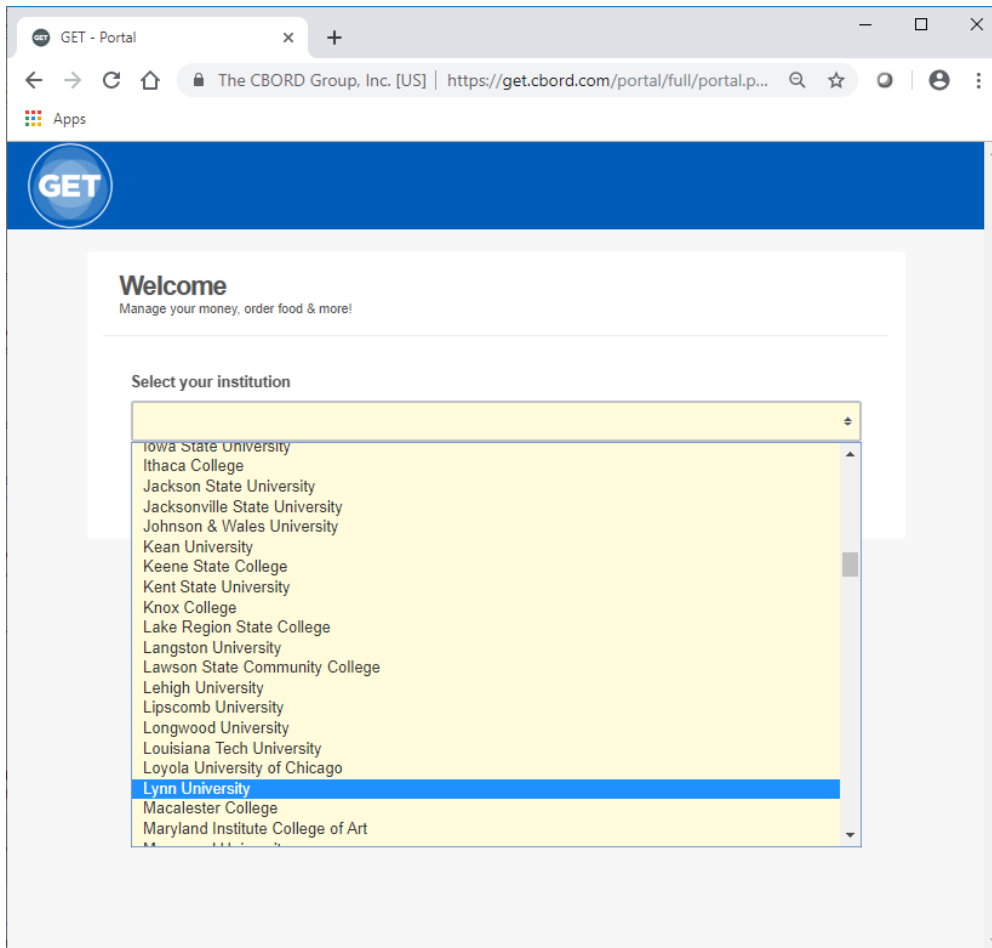 GET GET - Portal
The CBORD Group, Inc. [US] https://get.cbord.com/portal/full/portal.p...
Apps
GET
Welcome
Manage your money, order food & more!
Select your institution
Iowa State University
Ithaca College
Jackson State University
Jacksonville State University
Johnson & Wales University
Kean University
Keene State College
Kent State University
Knox College
Lake Region State College
Langston University
Lawson State Community College
Lehigh University
Lipscomb University
Longwood University
Louisiana Tech University
Loyola University of Chicago
Lynn University
Macalester College
Maryland Institute College of Art